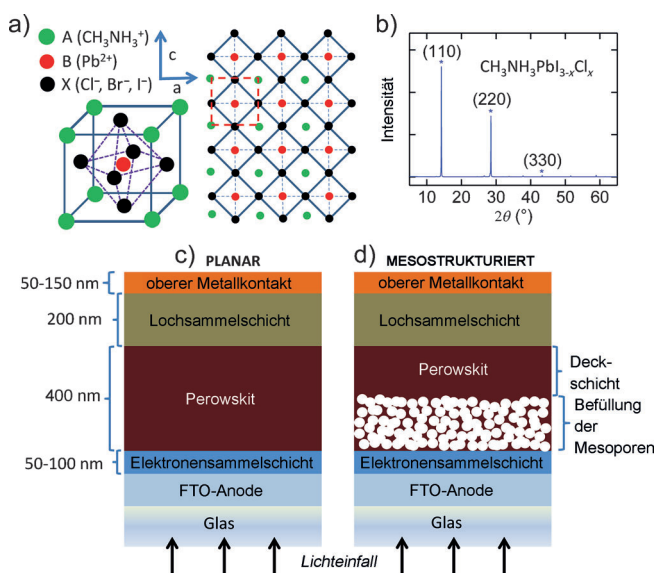 a)
A (CH₃NH₃⁺)
B (Pb²⁺)
X (Cl⁻, Br⁻, I⁻)
c
a
b)
(110)
CH₃NH₃PbI₃₋ₓClₓ
(220)
(330)
Intensität
10 20 30 40 50 60
2θ (°)
c)
PLANAR
50-150 nm
oberer Metallkontakt
200 nm
Lochsammelschicht
400 nm
Perowskit
50-100 nm
Elektronensammelschicht
FTO-Anode
Glas
d)
MESOSTRUKTURIERT
oberer Metallkontakt
Lochsammelschicht
Perowskit
Deck-
schicht
Befüllung
der
Mesoporen
Elektronensammelschicht
FTO-Anode
Glas
Lichteinfall